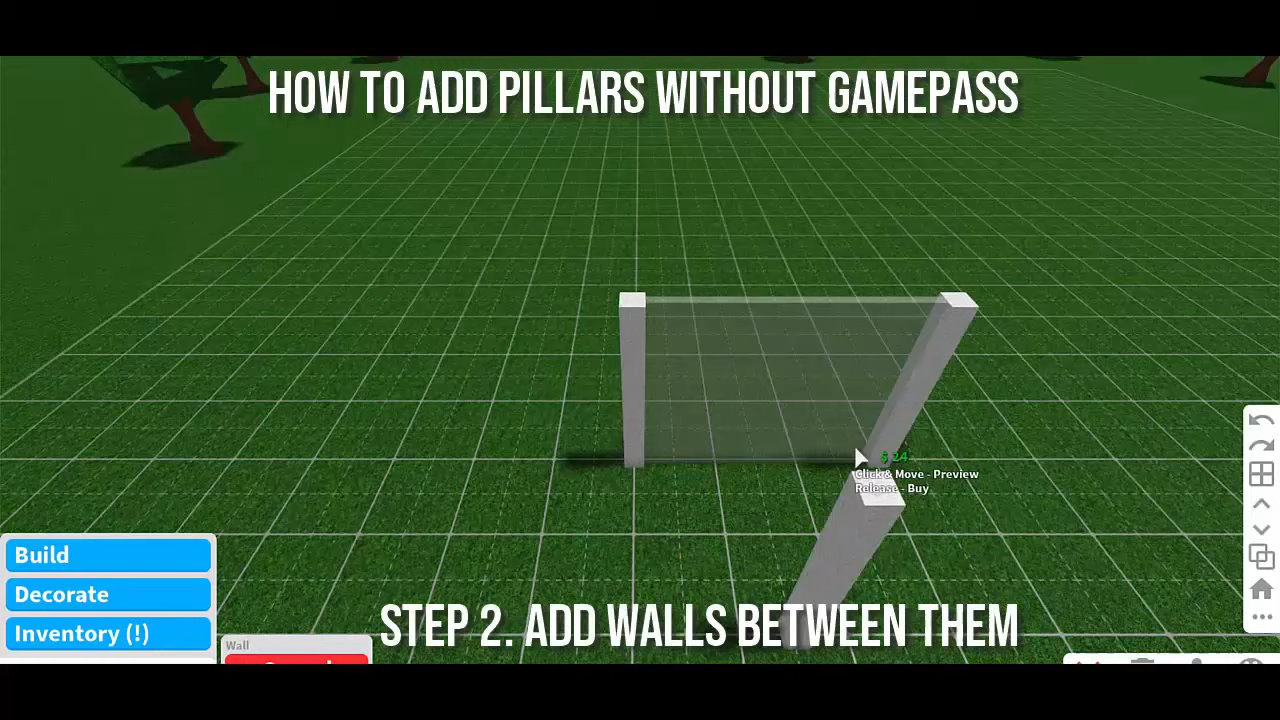 HOW TO ADD PILLARS WITHOUT GAMEPASS
$ 24
Click & Move - Preview
Release - Buy
Build
Decorate
Inventory (!)
STEP 2. ADD WALLS BETWEEN THEM
Wall